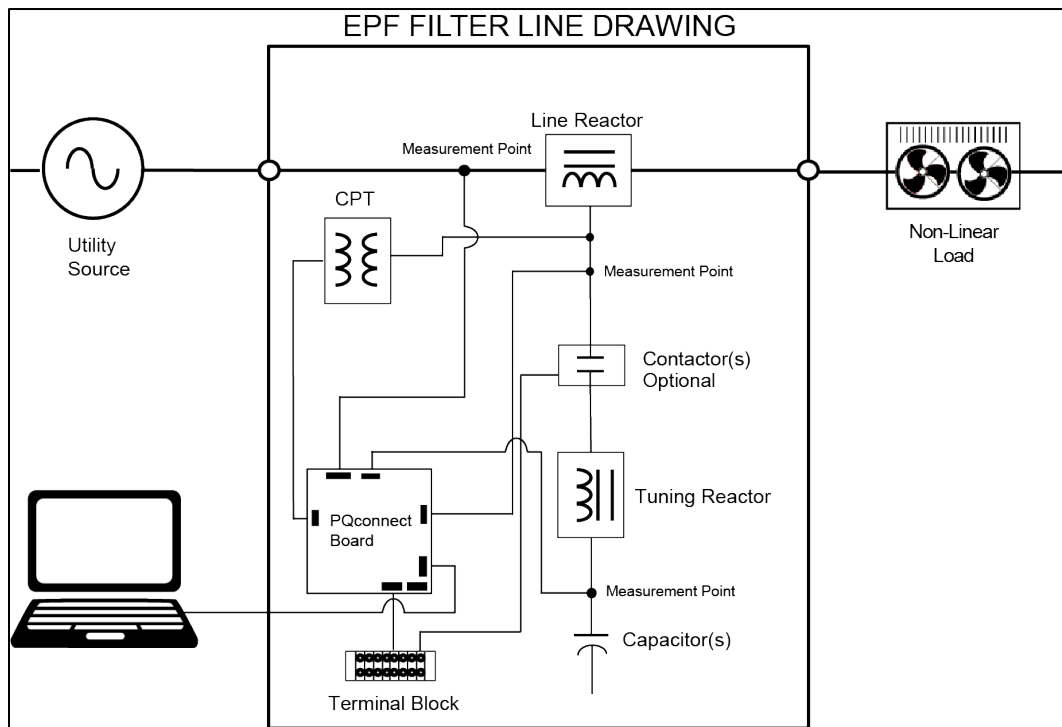 EPF FILTER LINE DRAWING
Line Reactor
Measurement Point
CPT
Utility
Source
Non-Linear
Load
Measurement Point
Contactor(s)
Optional
Tuning Reactor
PQconnect
Board
Measurement Point
Capacitor(s)
Terminal Block